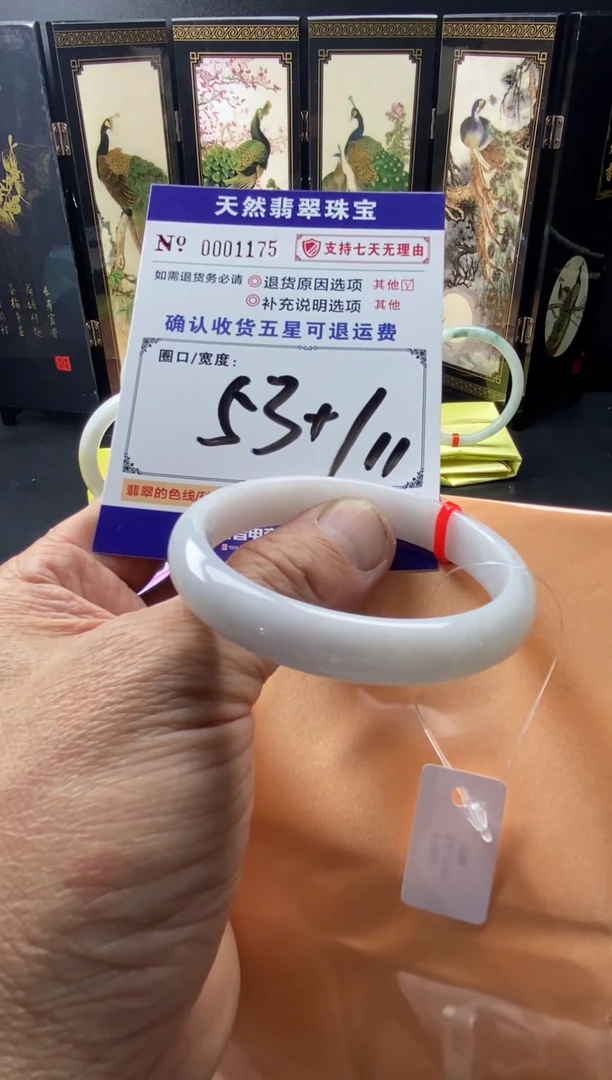 天然翡翠珠宝
Nº 0001175 支持七天无理由
如需退货务必请 ◎退货原因选项 其他☑
◎补充说明选项 其他
确认收货五星可退运费
圈口/宽度:
53+/11
翡翠的色线/